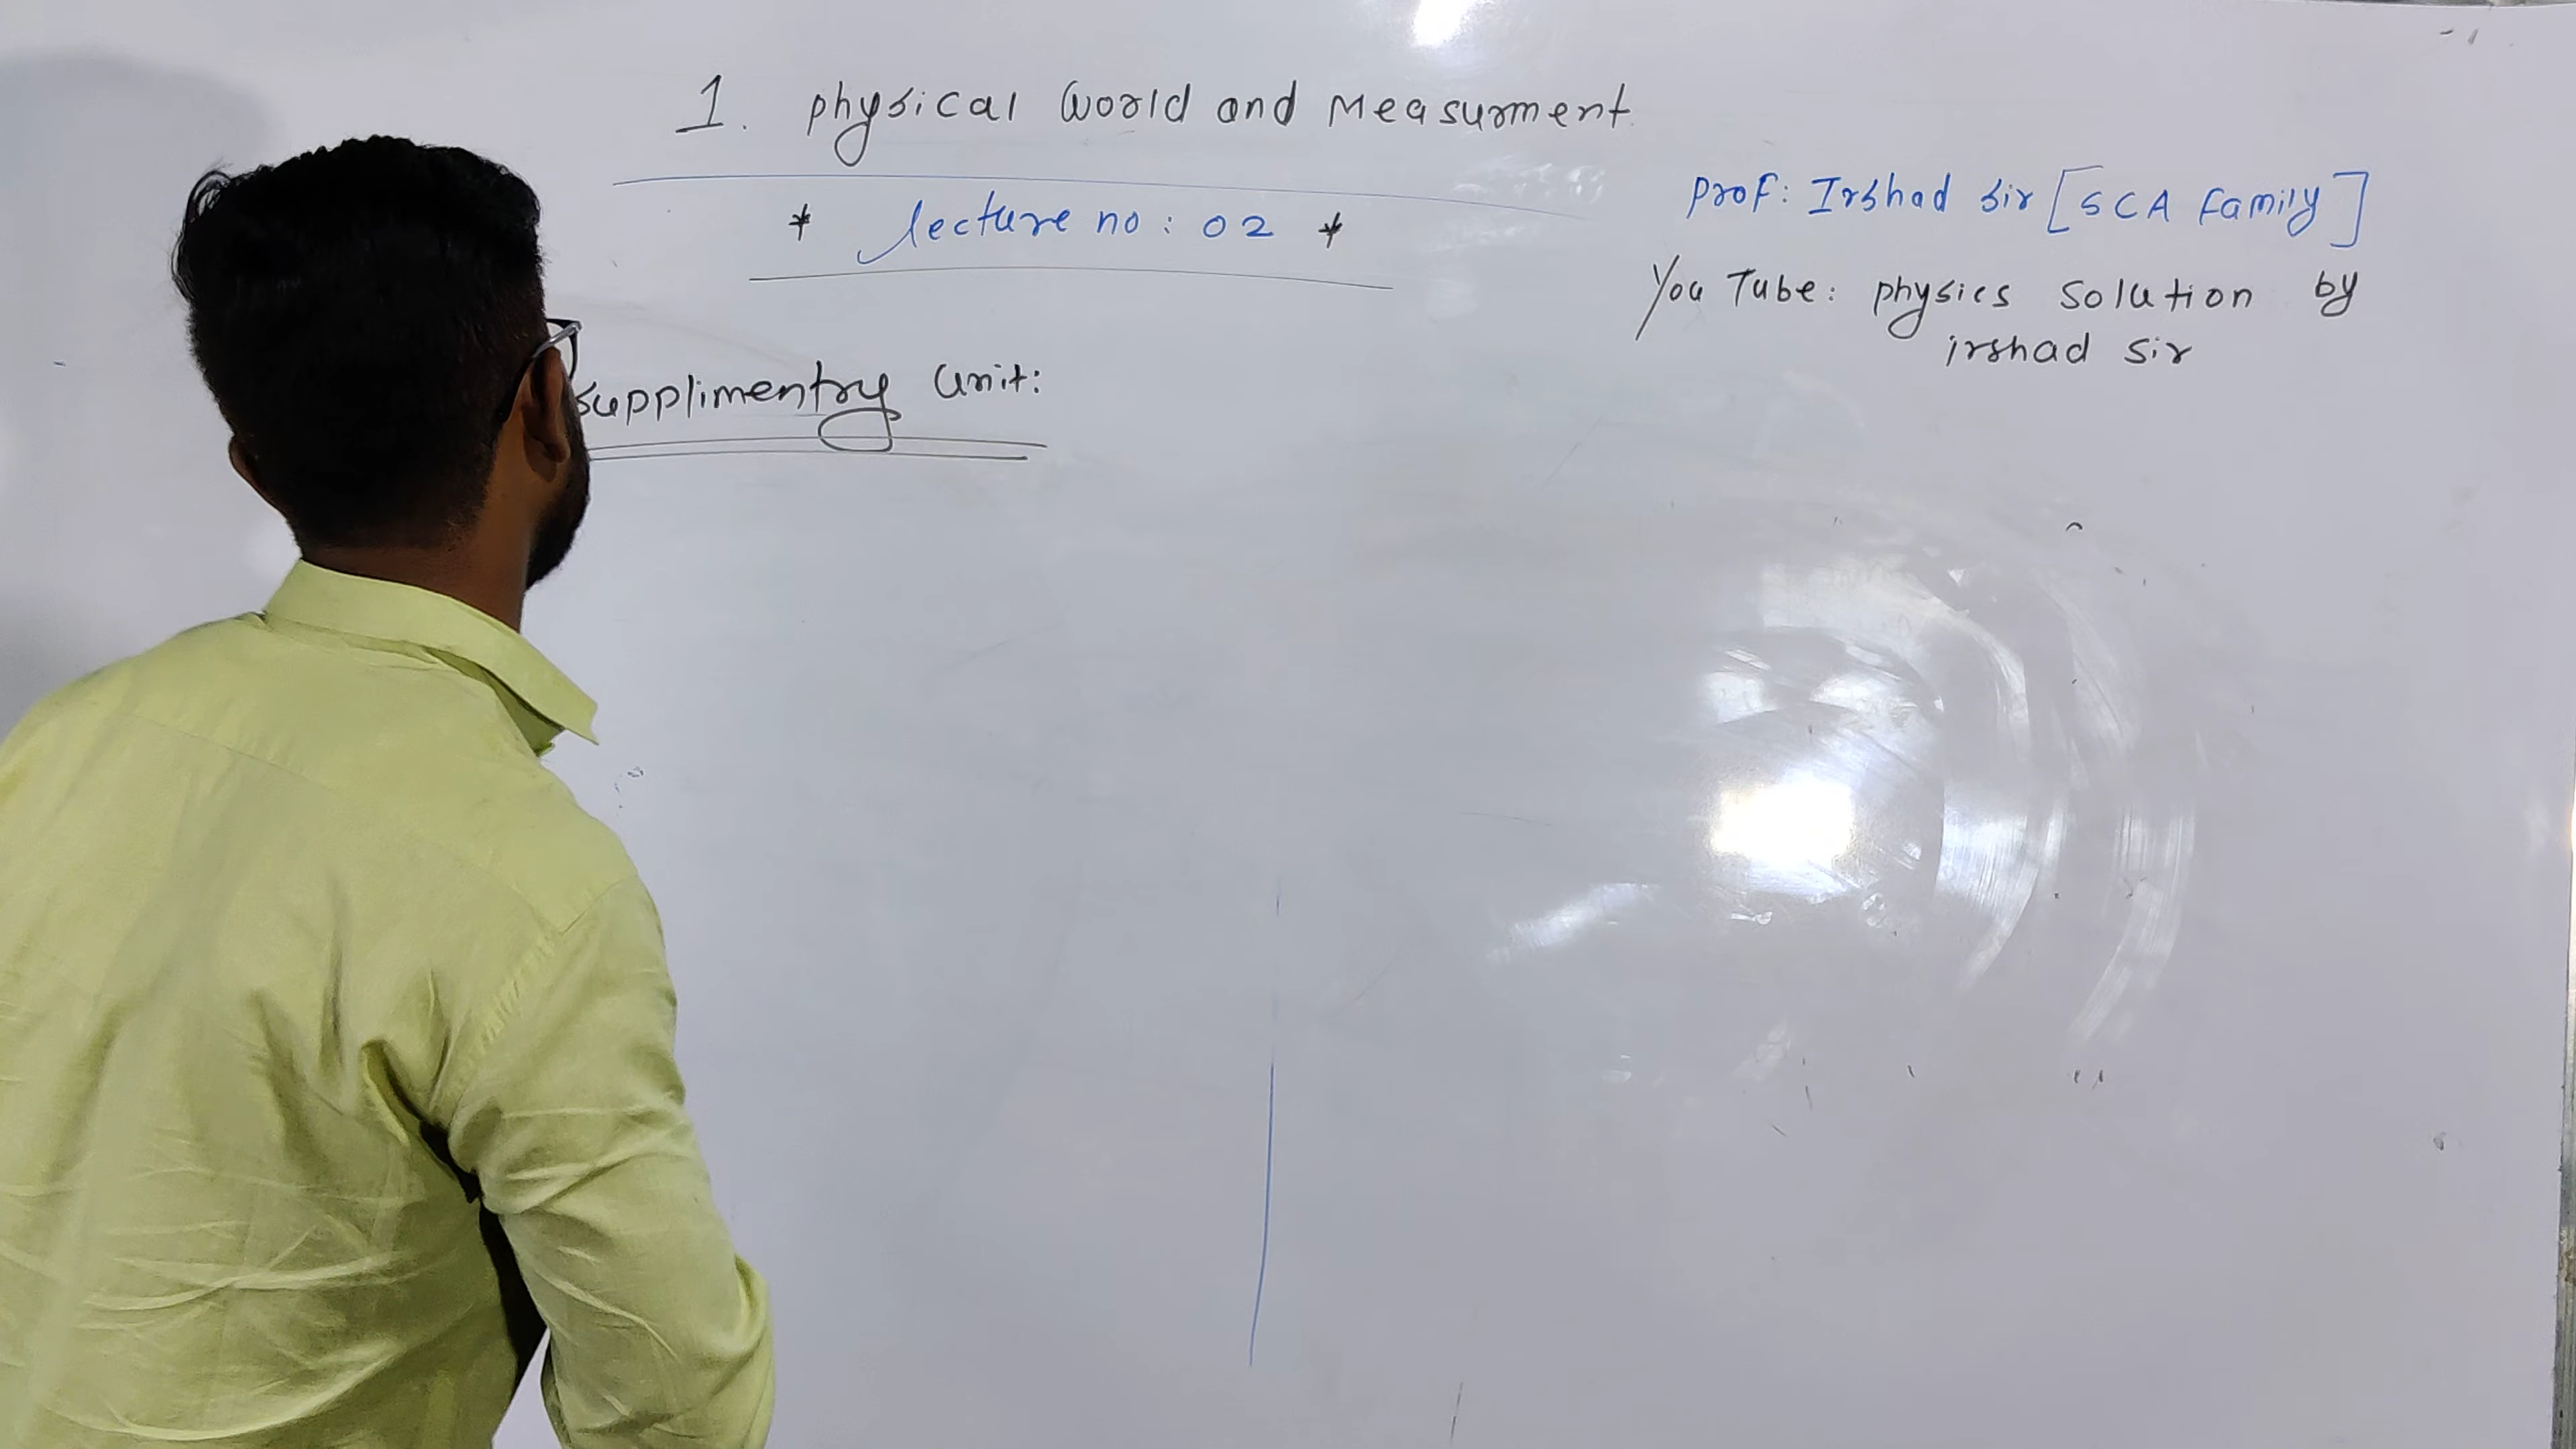 1. physical world and Measurment.
* lecture no: 02 *
Prof: Irshad sir [SCA Family]
You Tube: physics solution by
irshad sir
supplimentry unit: